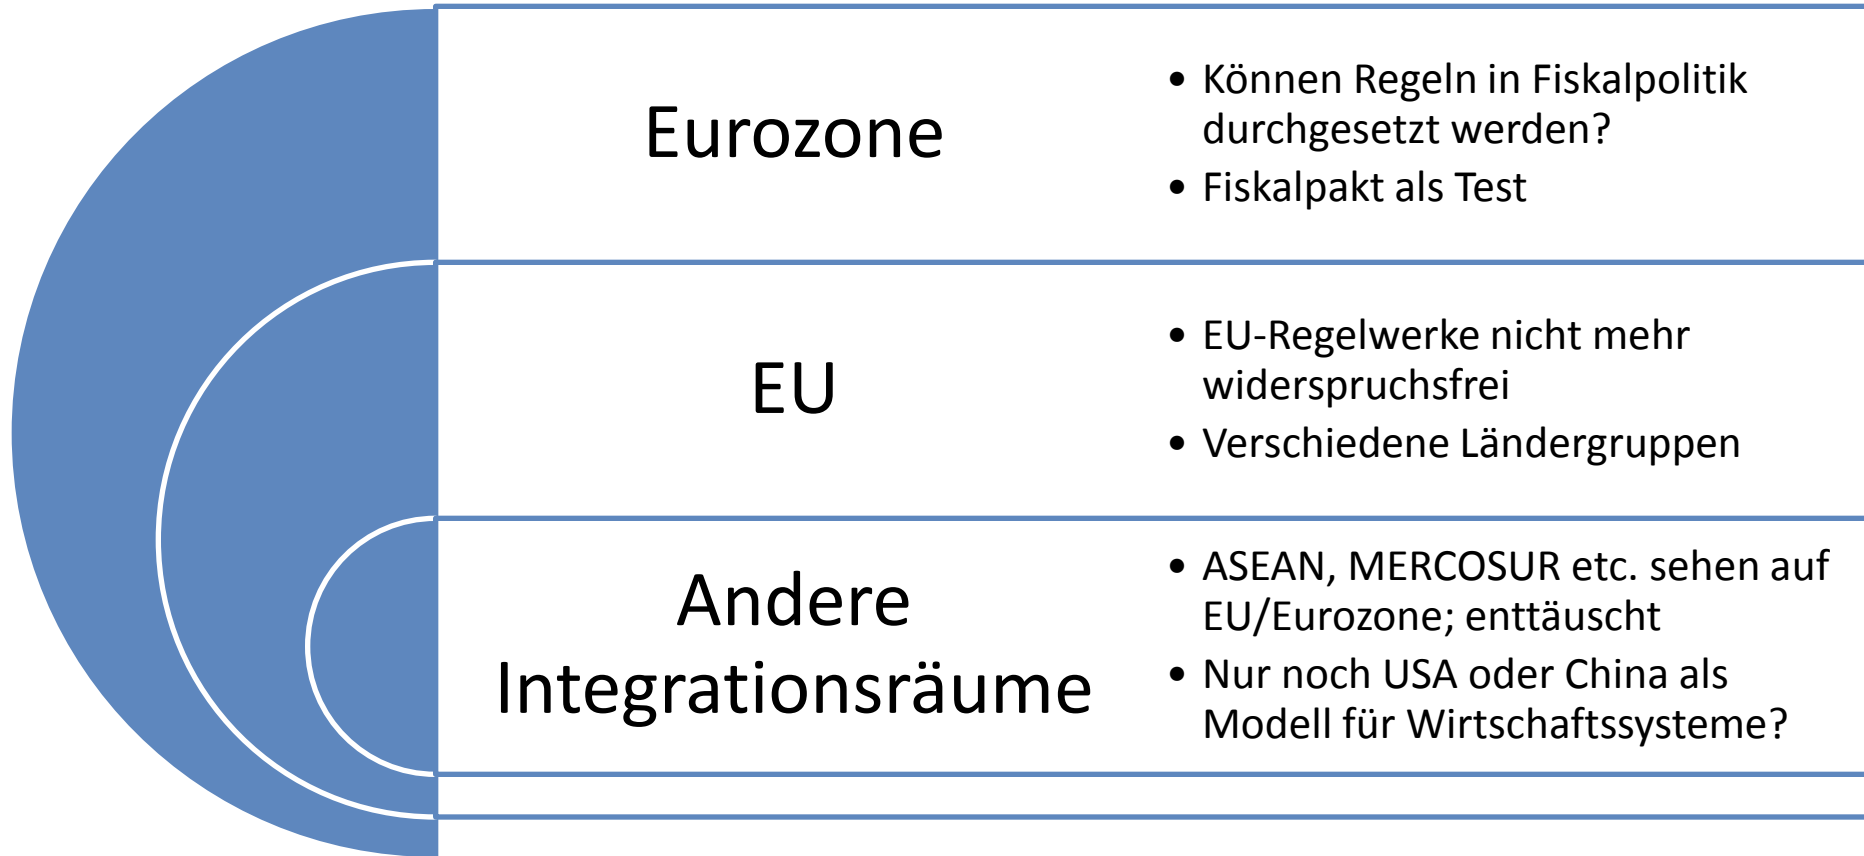 Eurozone
• Können Regeln in Fiskalpolitik
durchgesetzt werden?
• Fiskalpakt als Test
EU
• EU-Regelwerke nicht mehr
widerspruchsfrei
• Verschiedene Ländergruppen
Andere
Integrationsräume
• ASEAN, MERCOSUR etc. sehen auf
EU/Eurozone; enttäuscht
• Nur noch USA oder China als
Modell für Wirtschaftssysteme?